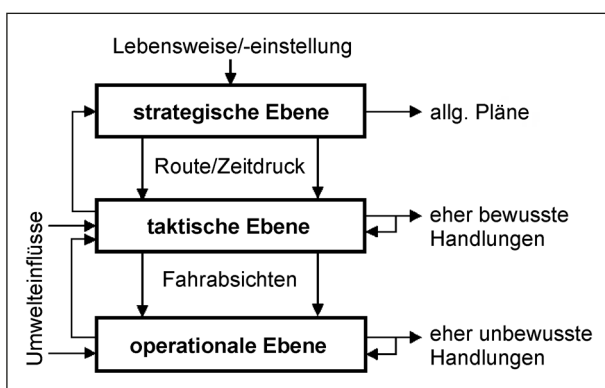 Lebensweise/-einstellung
strategische Ebene
allg. Pläne
Route/Zeitdruck
taktische Ebene
eher bewusste
Handlungen
Umwelteinflüsse
Fahrabsichten
operationale Ebene
eher unbewusste
Handlungen